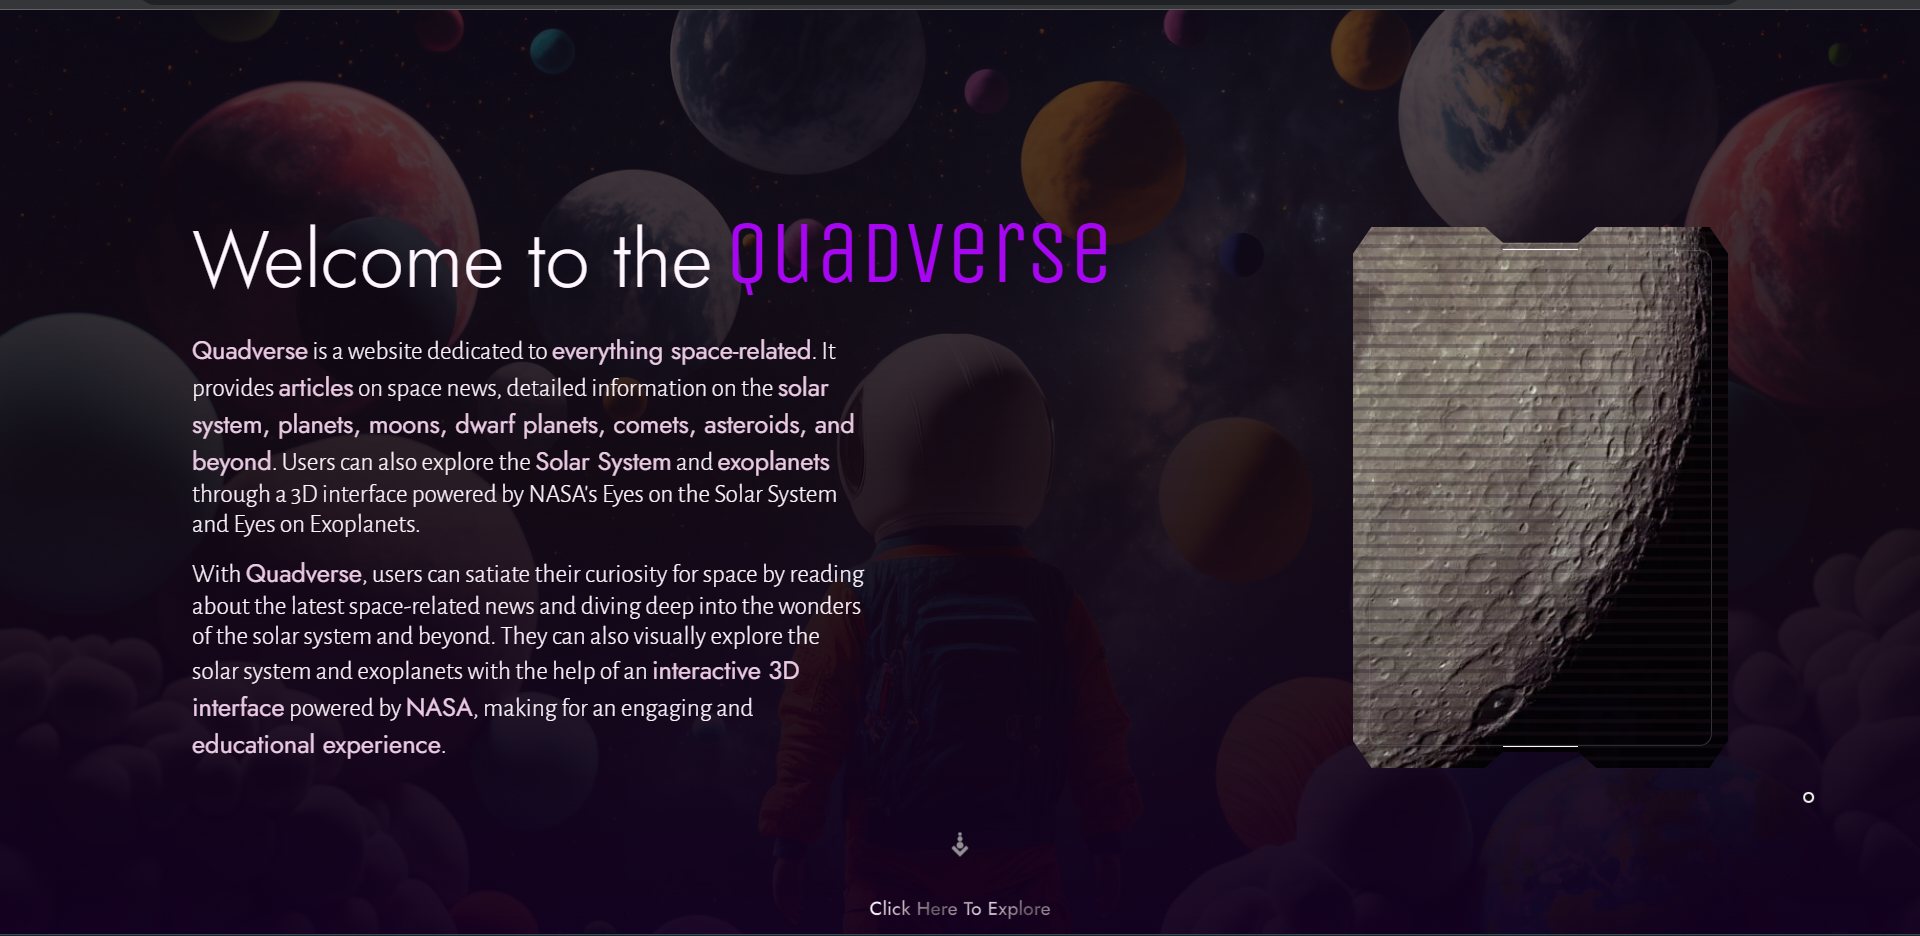 Welcome to the Quadverse
Quadverse is a website dedicated to everything space-related. It
provides articles on space news, detailed information on the solar
system, planets, moons, dwarf planets, comets, asteroids, and
beyond. Users can also explore the Solar System and exoplanets
through a 3D interface powered by NASA's Eyes on the Solar System
and Eyes on Exoplanets.
With Quadverse, users can satiate their curiosity for space by reading
about the latest space-related news and diving deep into the wonders
of the solar system and beyond. They can also visually explore the
solar system and exoplanets with the help of an interactive 3D
interface powered by NASA, making for an engaging and
educational experience.
Click Here To Explore